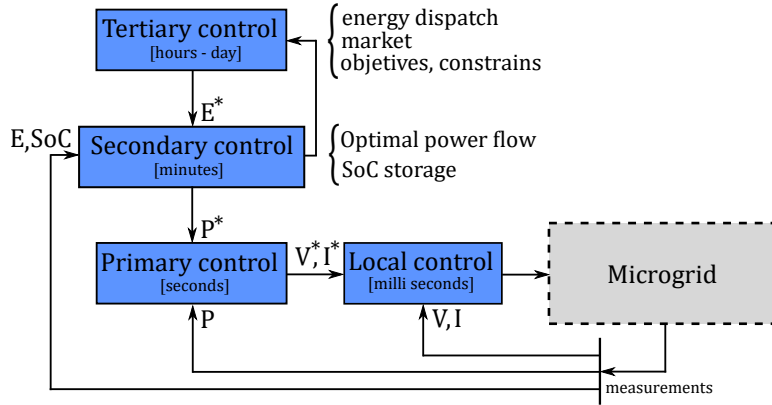 Tertiary control
[hours - day]
energy dispatch
market
objetives, constrains
E*
E,SoC
Secondary control
[minutes]
Optimal power flow
SoC storage
P*
Primary control
[seconds]
V*, I*
Local control
[milli seconds]
Microgrid
P
V, I
measurements